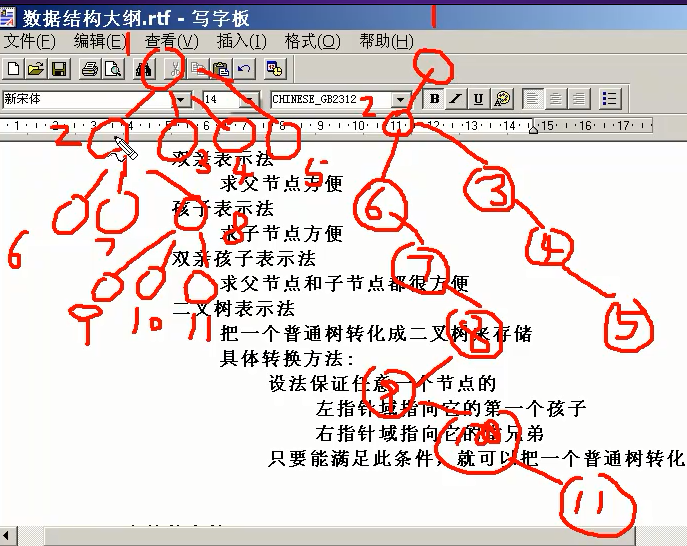 数据结构大纲.rtf - 写字板
文件(F) 编辑(E) 查看(V) 插入(I) 格式(O) 帮助(H)
新宋体 14 CHINESE_GB2312 B I U
1 2 3 4 5 6 7 8 9 10 11 12 13 14 15 16 17
双亲表示法
求父节点方便
孩子表示法
求子节点方便
双亲孩子表示法
求父节点和子节点都很方便
二叉树表示法
把一个普通树转化成二叉树来存储
具体转换方法:
设法保证任意一个节点的
左指针域指向它的第一个孩子
右指针域指向它的 兄弟
只要能满足此条件，就可以把一个普通树转化
1
2 3 4 5
6 7 8
9 10 11
1
2
6 3
7 4
8 5
9
10
11